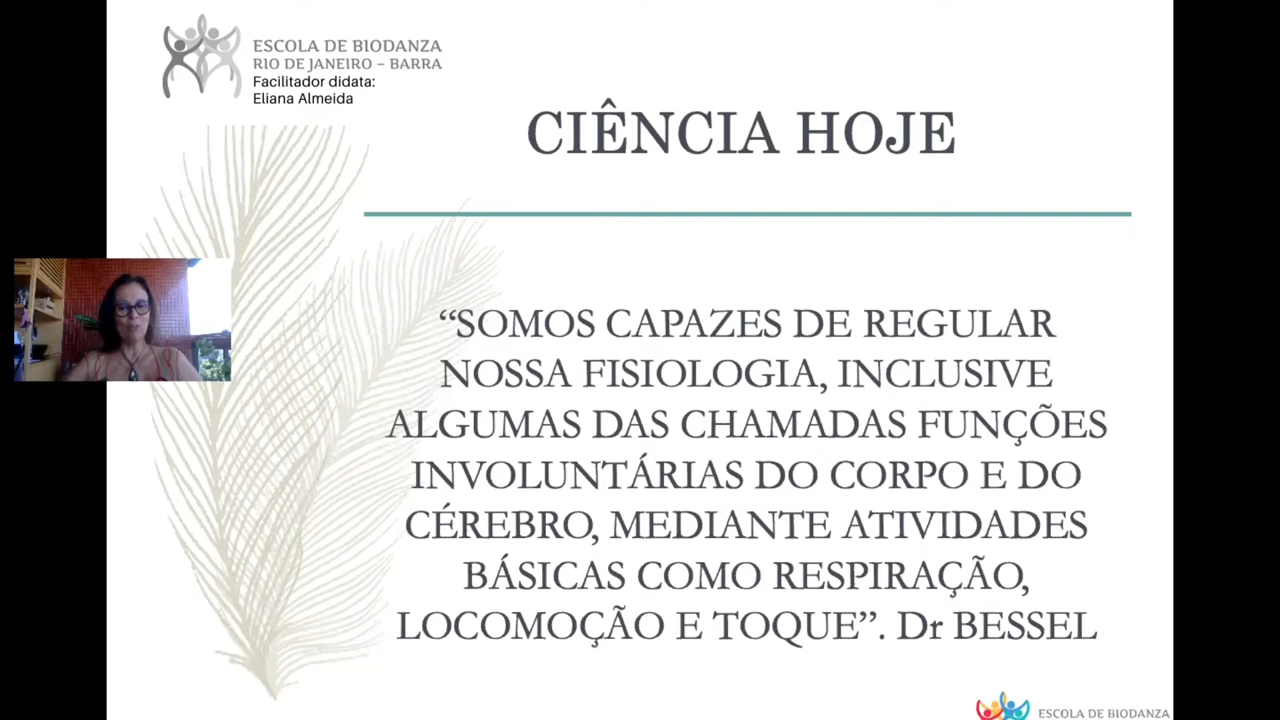 ESCOLA DE BIODANZA
RIO DE JANEIRO – BARRA
Facilitador didata:
Eliana Almeida
CIÊNCIA HOJE
“SOMOS CAPAZES DE REGULAR
NOSSA FISIOLOGIA, INCLUSIVE
ALGUMAS DAS CHAMADAS FUNÇÕES
INVOLUNTÁRIAS DO CORPO E DO
CÉREBRO, MEDIANTE ATIVIDADES
BÁSICAS COMO RESPIRAÇÃO,
LOCOMOÇÃO E TOQUE”. Dr BESSEL
ESCOLA DE BIODANZA